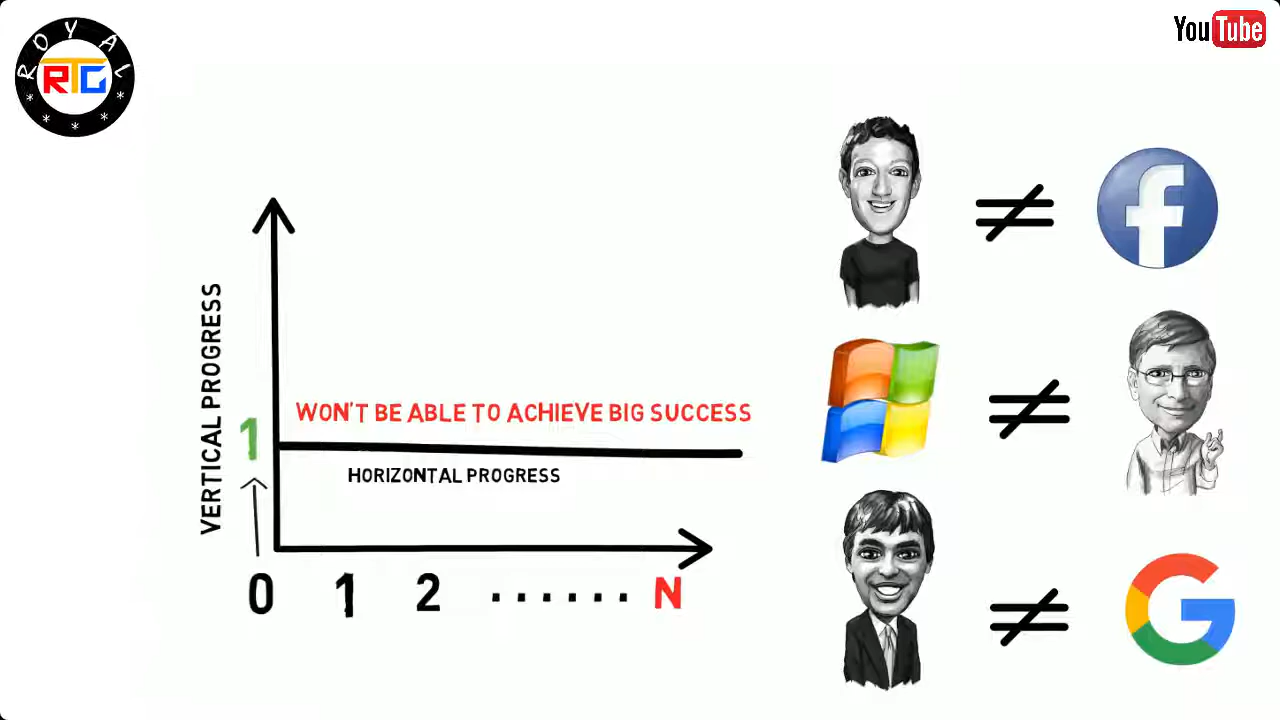 ROYAL
RTG
YouTube
VERTICAL PROGRESS
1
WON'T BE ABLE TO ACHIEVE BIG SUCCESS
HORIZONTAL PROGRESS
0 1 2 ....... N
f
G